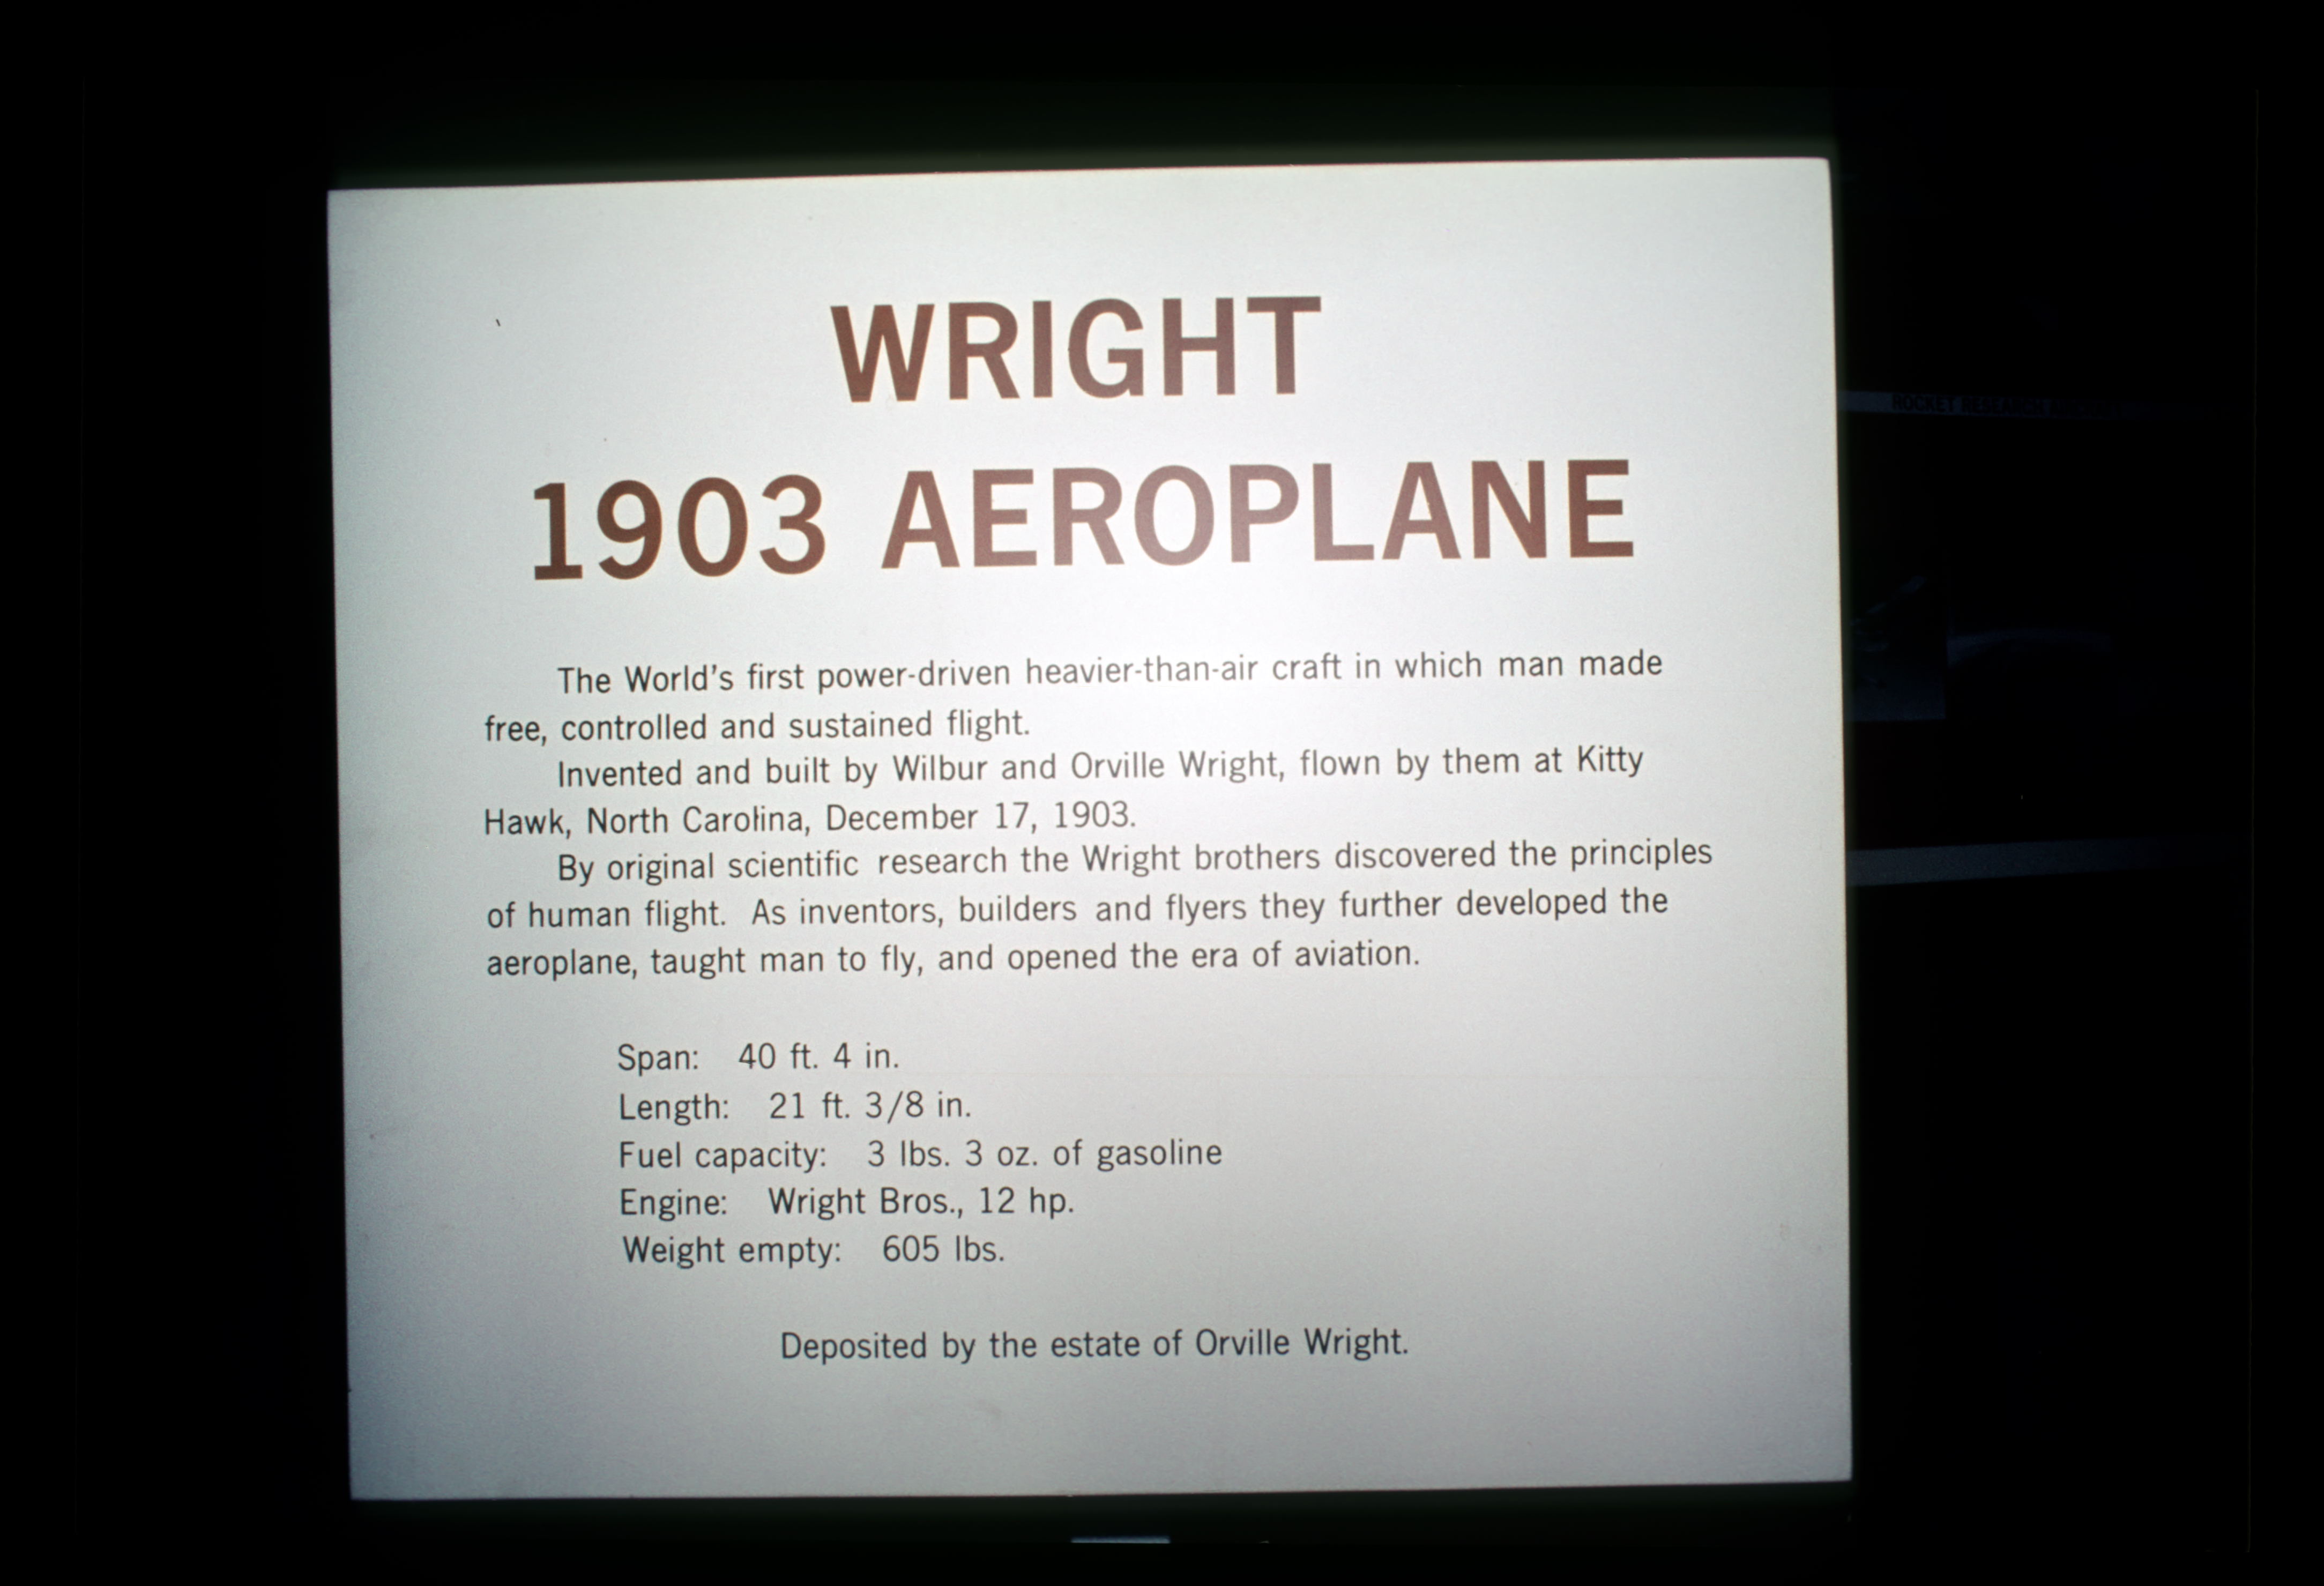 WRIGHT
1903 AEROPLANE
The World's first power-driven heavier-than-air craft in which man made
free, controlled and sustained flight.
Invented and built by Wilbur and Orville Wright, flown by them at Kitty
Hawk, North Carolina, December 17, 1903.
By original scientific research the Wright brothers discovered the principles
of human flight. As inventors, builders and flyers they further developed the
aeroplane, taught man to fly, and opened the era of aviation.
Span: 40 ft. 4 in.
Length: 21 ft. 3/8 in.
Fuel capacity: 3 lbs. 3 oz. of gasoline
Engine: Wright Bros., 12 hp.
Weight empty: 605 lbs.
Deposited by the estate of Orville Wright.
ROCKET RESEARCH